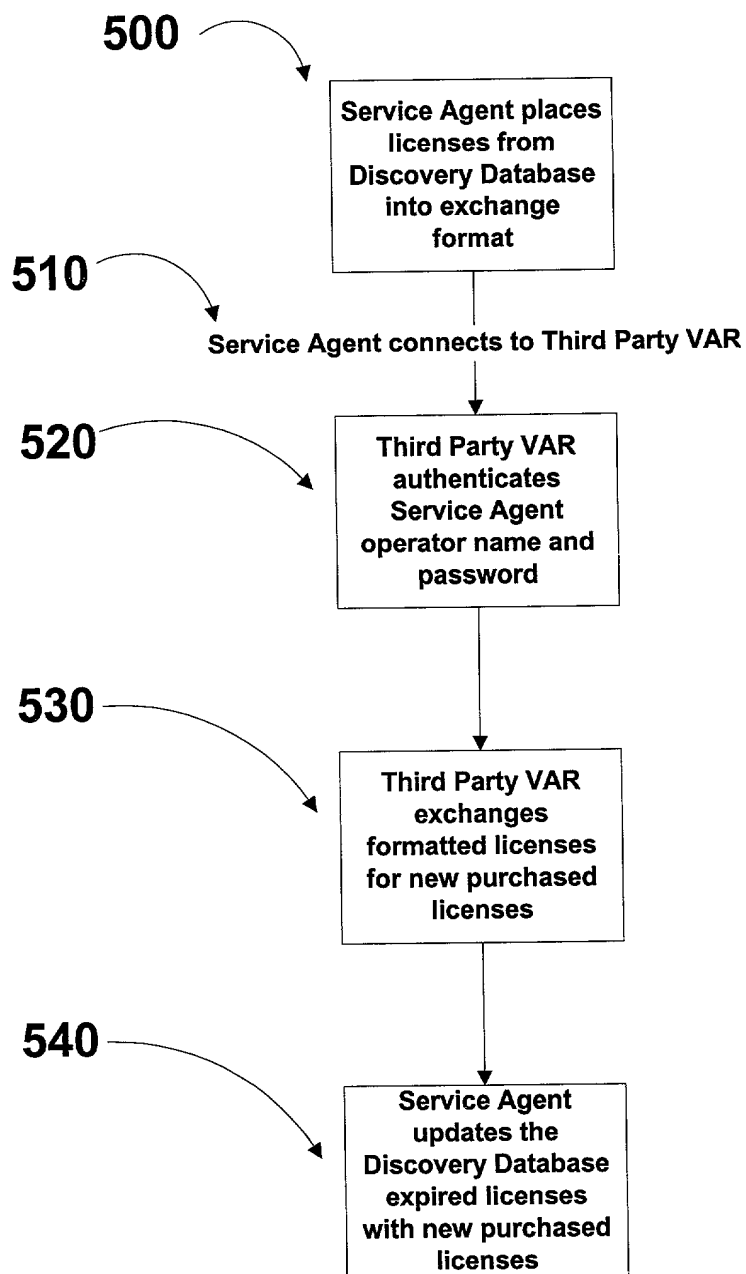 500
Service Agent places
licenses from
Discovery Database
into exchange
format
510
Service Agent connects to Third Party VAR
520
Third Party VAR
authenticates
Service Agent
operator name and
password
530
Third Party VAR
exchanges
formatted licenses
for new purchased
licenses
540
Service Agent
updates the
Discovery Database
expired licenses
with new purchased
licenses